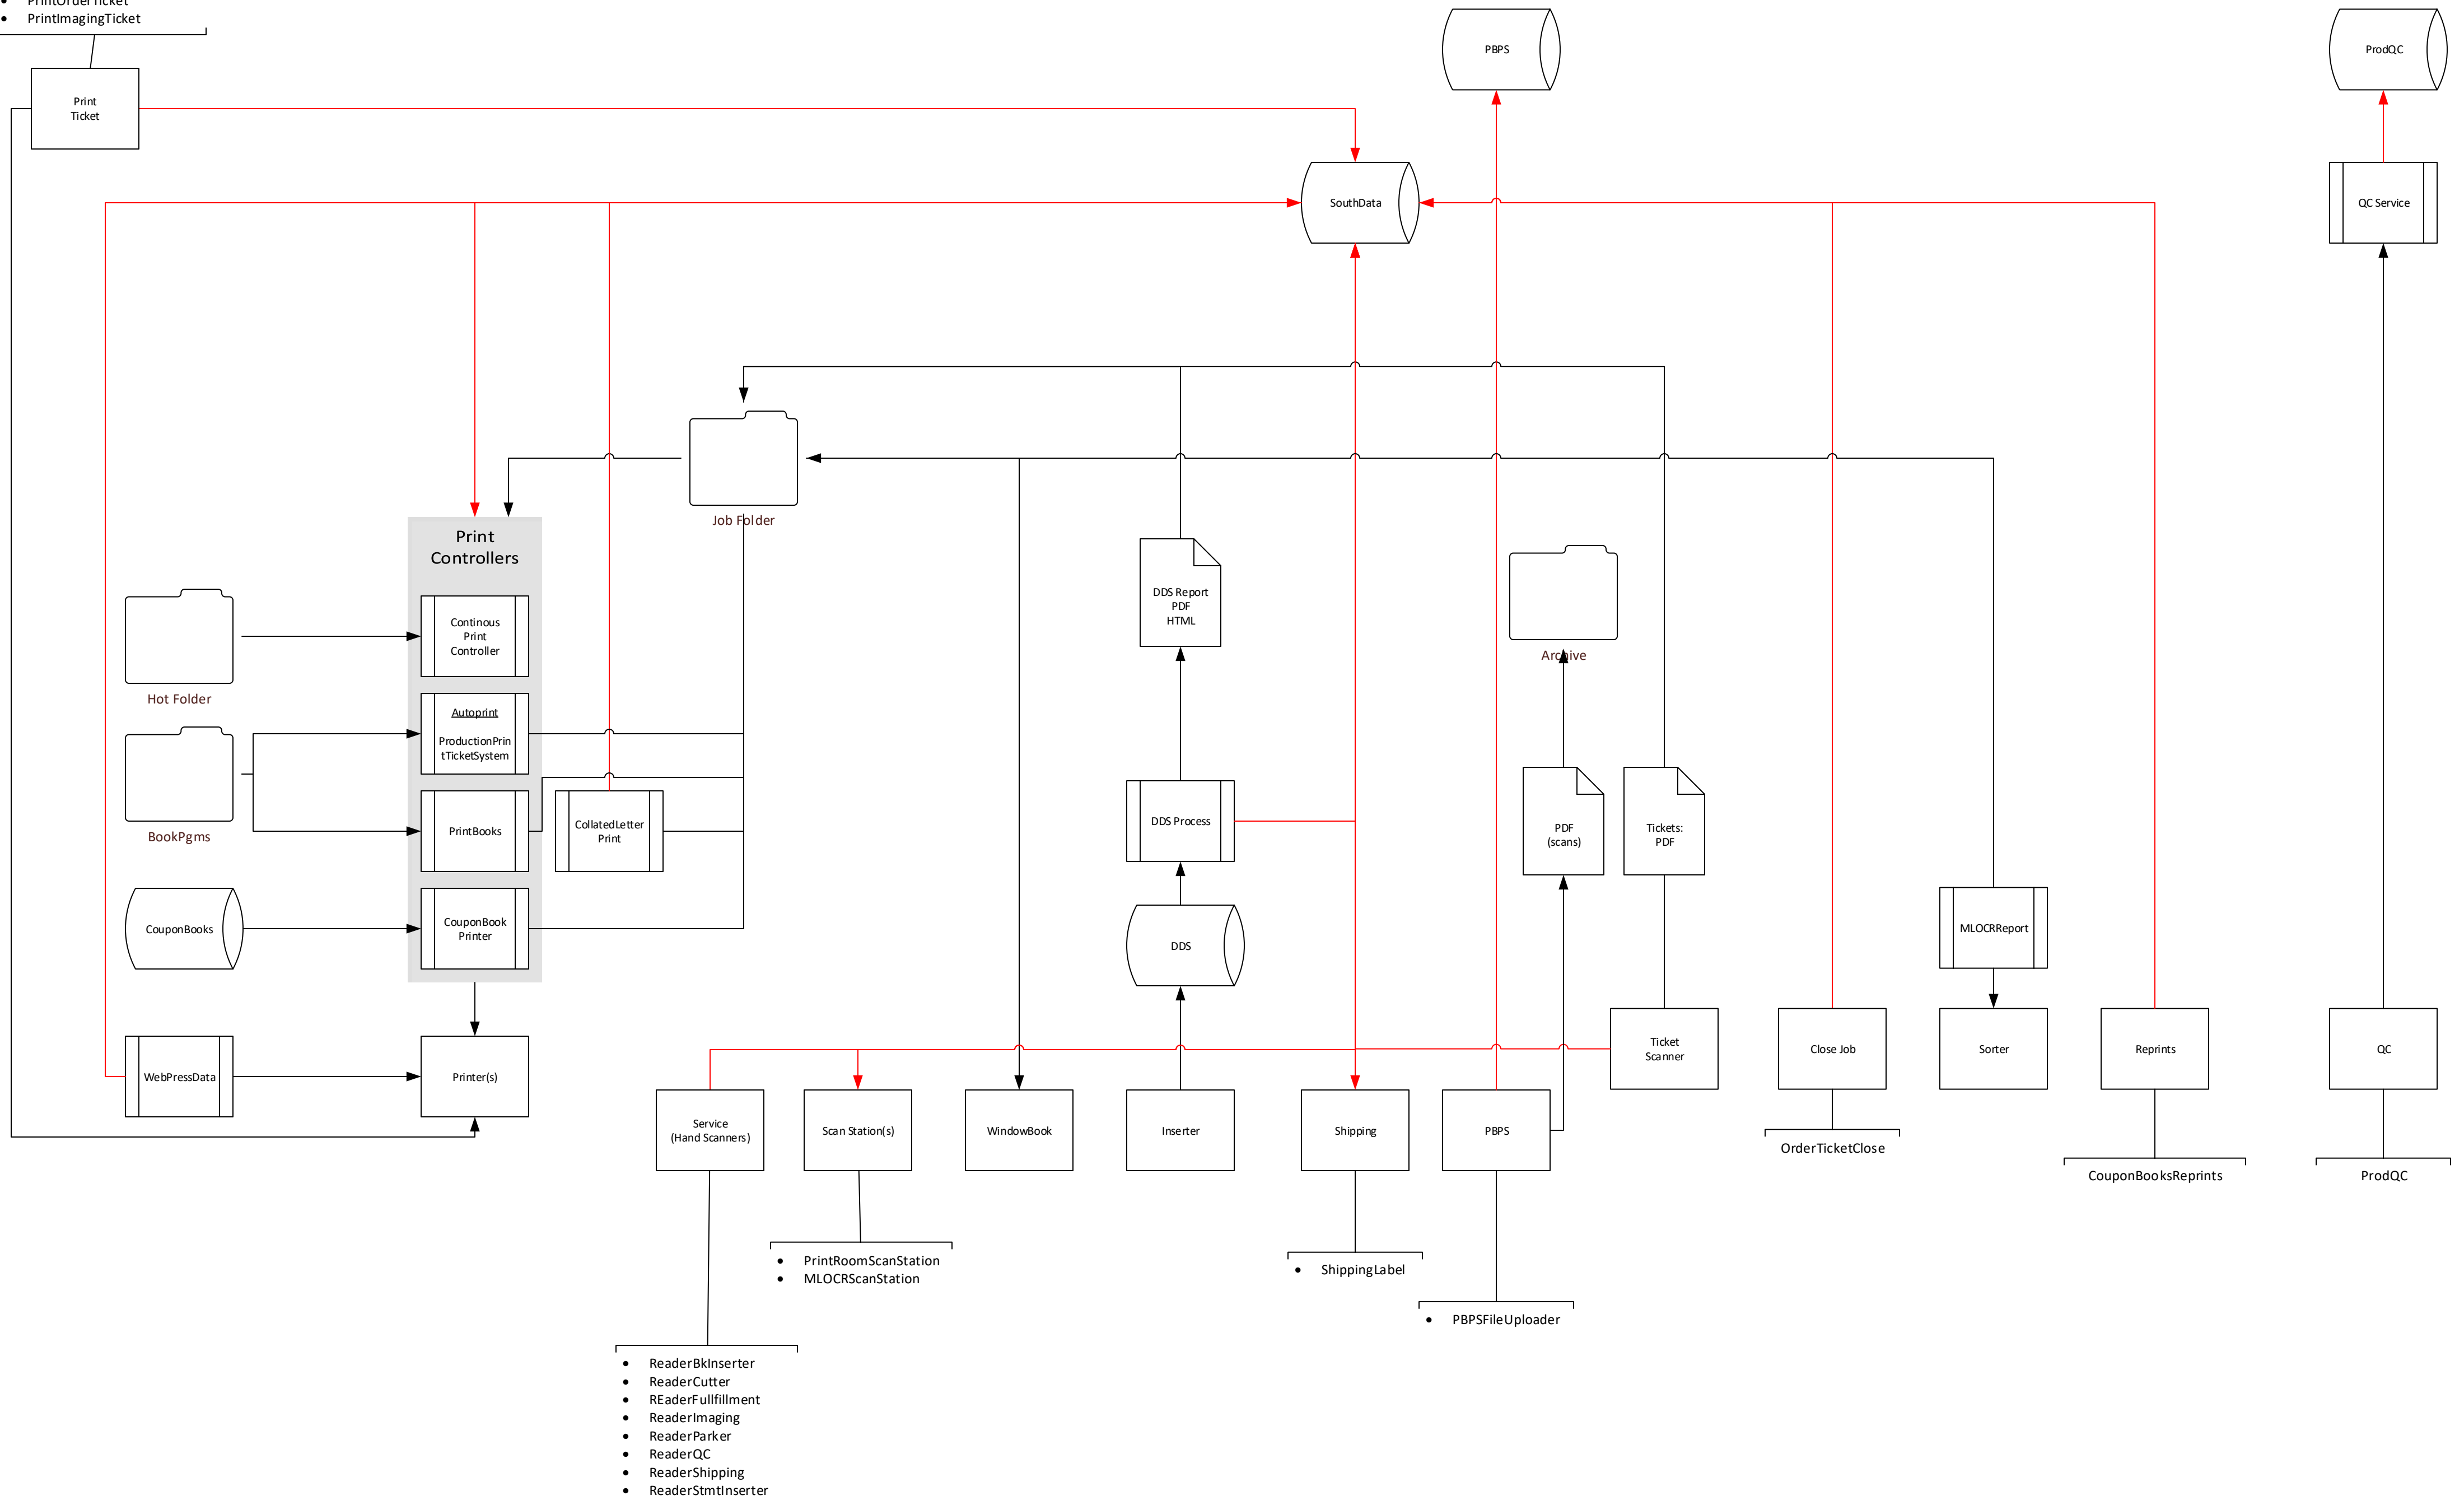 PrintOrderTicket
• PrintImagingTicket
PBPS
ProdQC
Print
Ticket
SouthData
QC Service
Job Folder
Print
Controllers
DDS Report
PDF
HTML
Continous
Print
Controller
Archive
Hot Folder
Autoprint
ProductionPrin
tTicketSystem
BookPgms
PrintBooks
CollatedLetter
Print
DDS Process
PDF
(scans)
Tickets:
PDF
CouponBooks
CouponBook
Printer
DDS
MLOCRReport
WebPressData
Printer(s)
Ticket
Scanner
Close Job
Sorter
Reprints
QC
Service
(Hand Scanners)
Scan Station(s)
WindowBook
Inserter
Shipping
PBPS
OrderTicketClose
CouponBooksReprints
ProdQC
• PrintRoomScanStation
• MLOCRScanStation
• ShippingLabel
• PBPSFileUploader
• ReaderBkInserter
• ReaderCutter
• REaderFullfillment
• ReaderImaging
• ReaderParker
• ReaderQC
• ReaderShipping
• ReaderStmtInserter